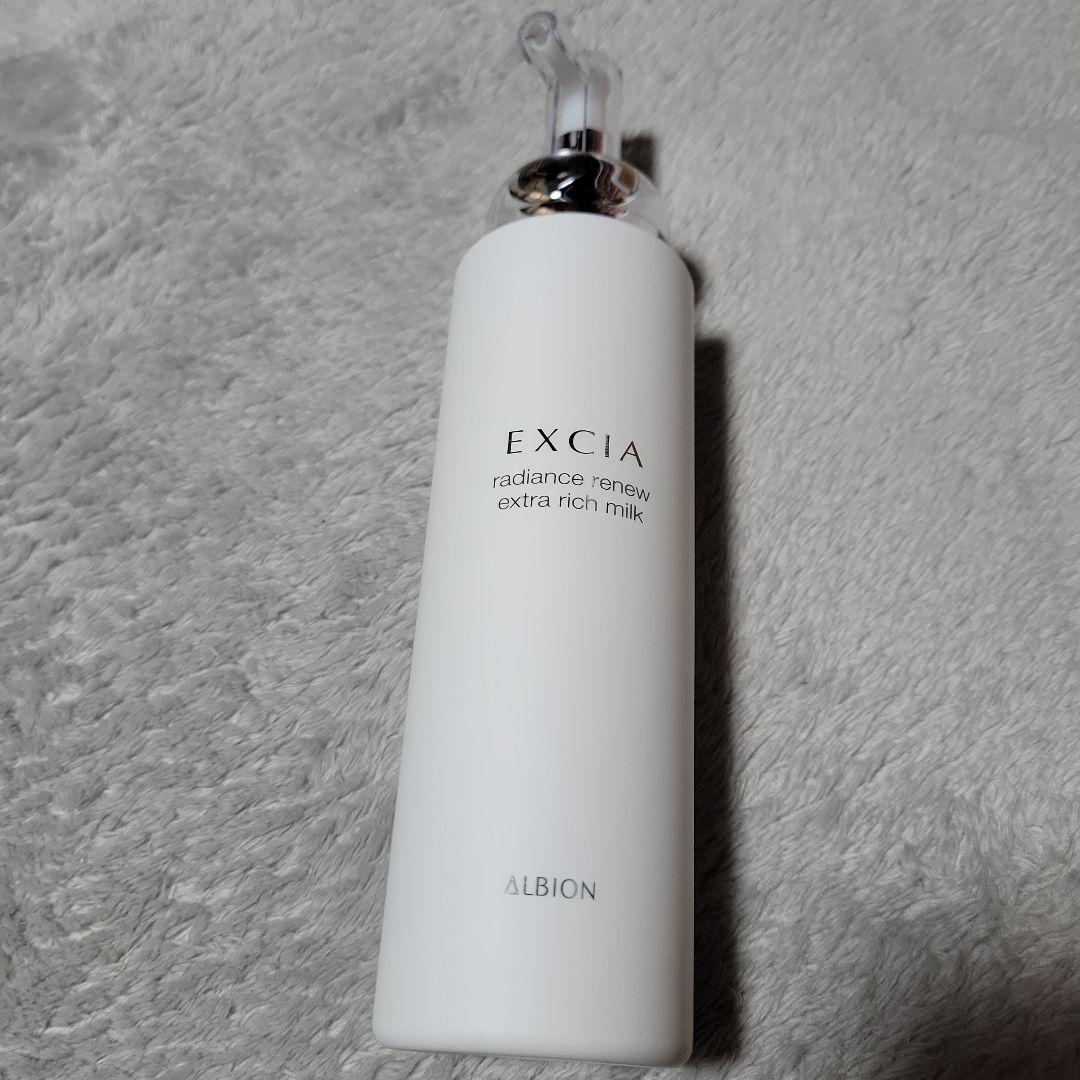 EXCIA
radiance renew
extra rich milk
ALBION